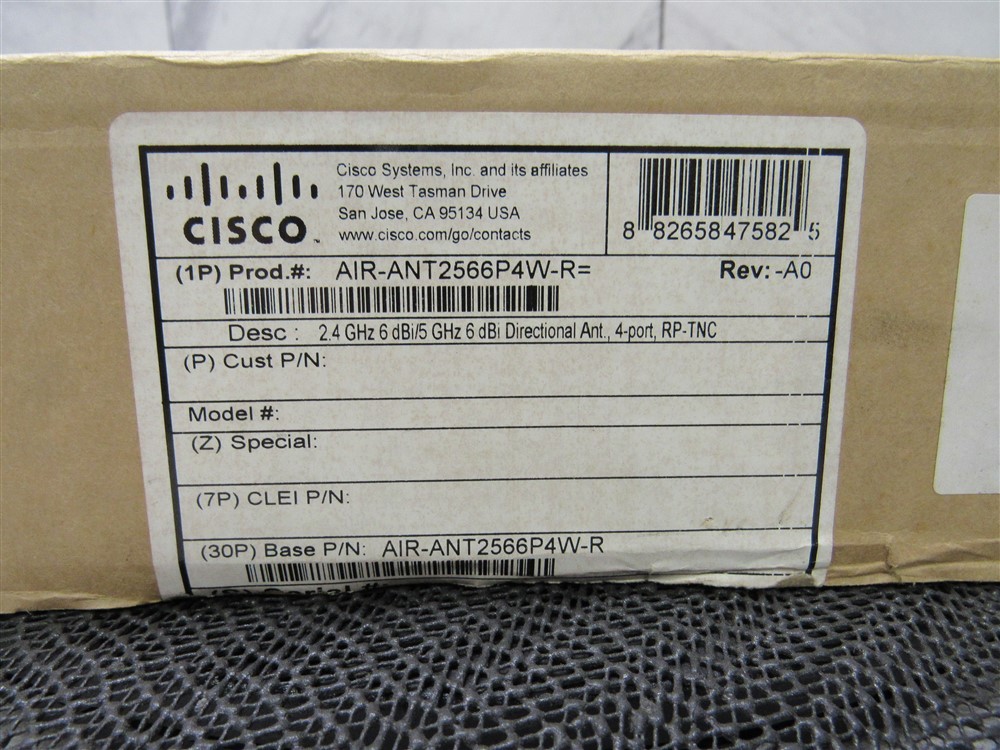 CISCO™
Cisco Systems, Inc. and its affiliates
170 West Tasman Drive
San Jose, CA 95134 USA
www.cisco.com/go/contacts
8 8265847582 5
(1P) Prod.#: AIR-ANT2566P4W-R= Rev: -A0
Desc : 2.4 GHz 6 dBi/5 GHz 6 dBi Directional Ant., 4-port, RP-TNC
(P) Cust P/N:
Model #:
(Z) Special:
(7P) CLEI P/N:
(30P) Base P/N: AIR-ANT2566P4W-R
(S) Serial #